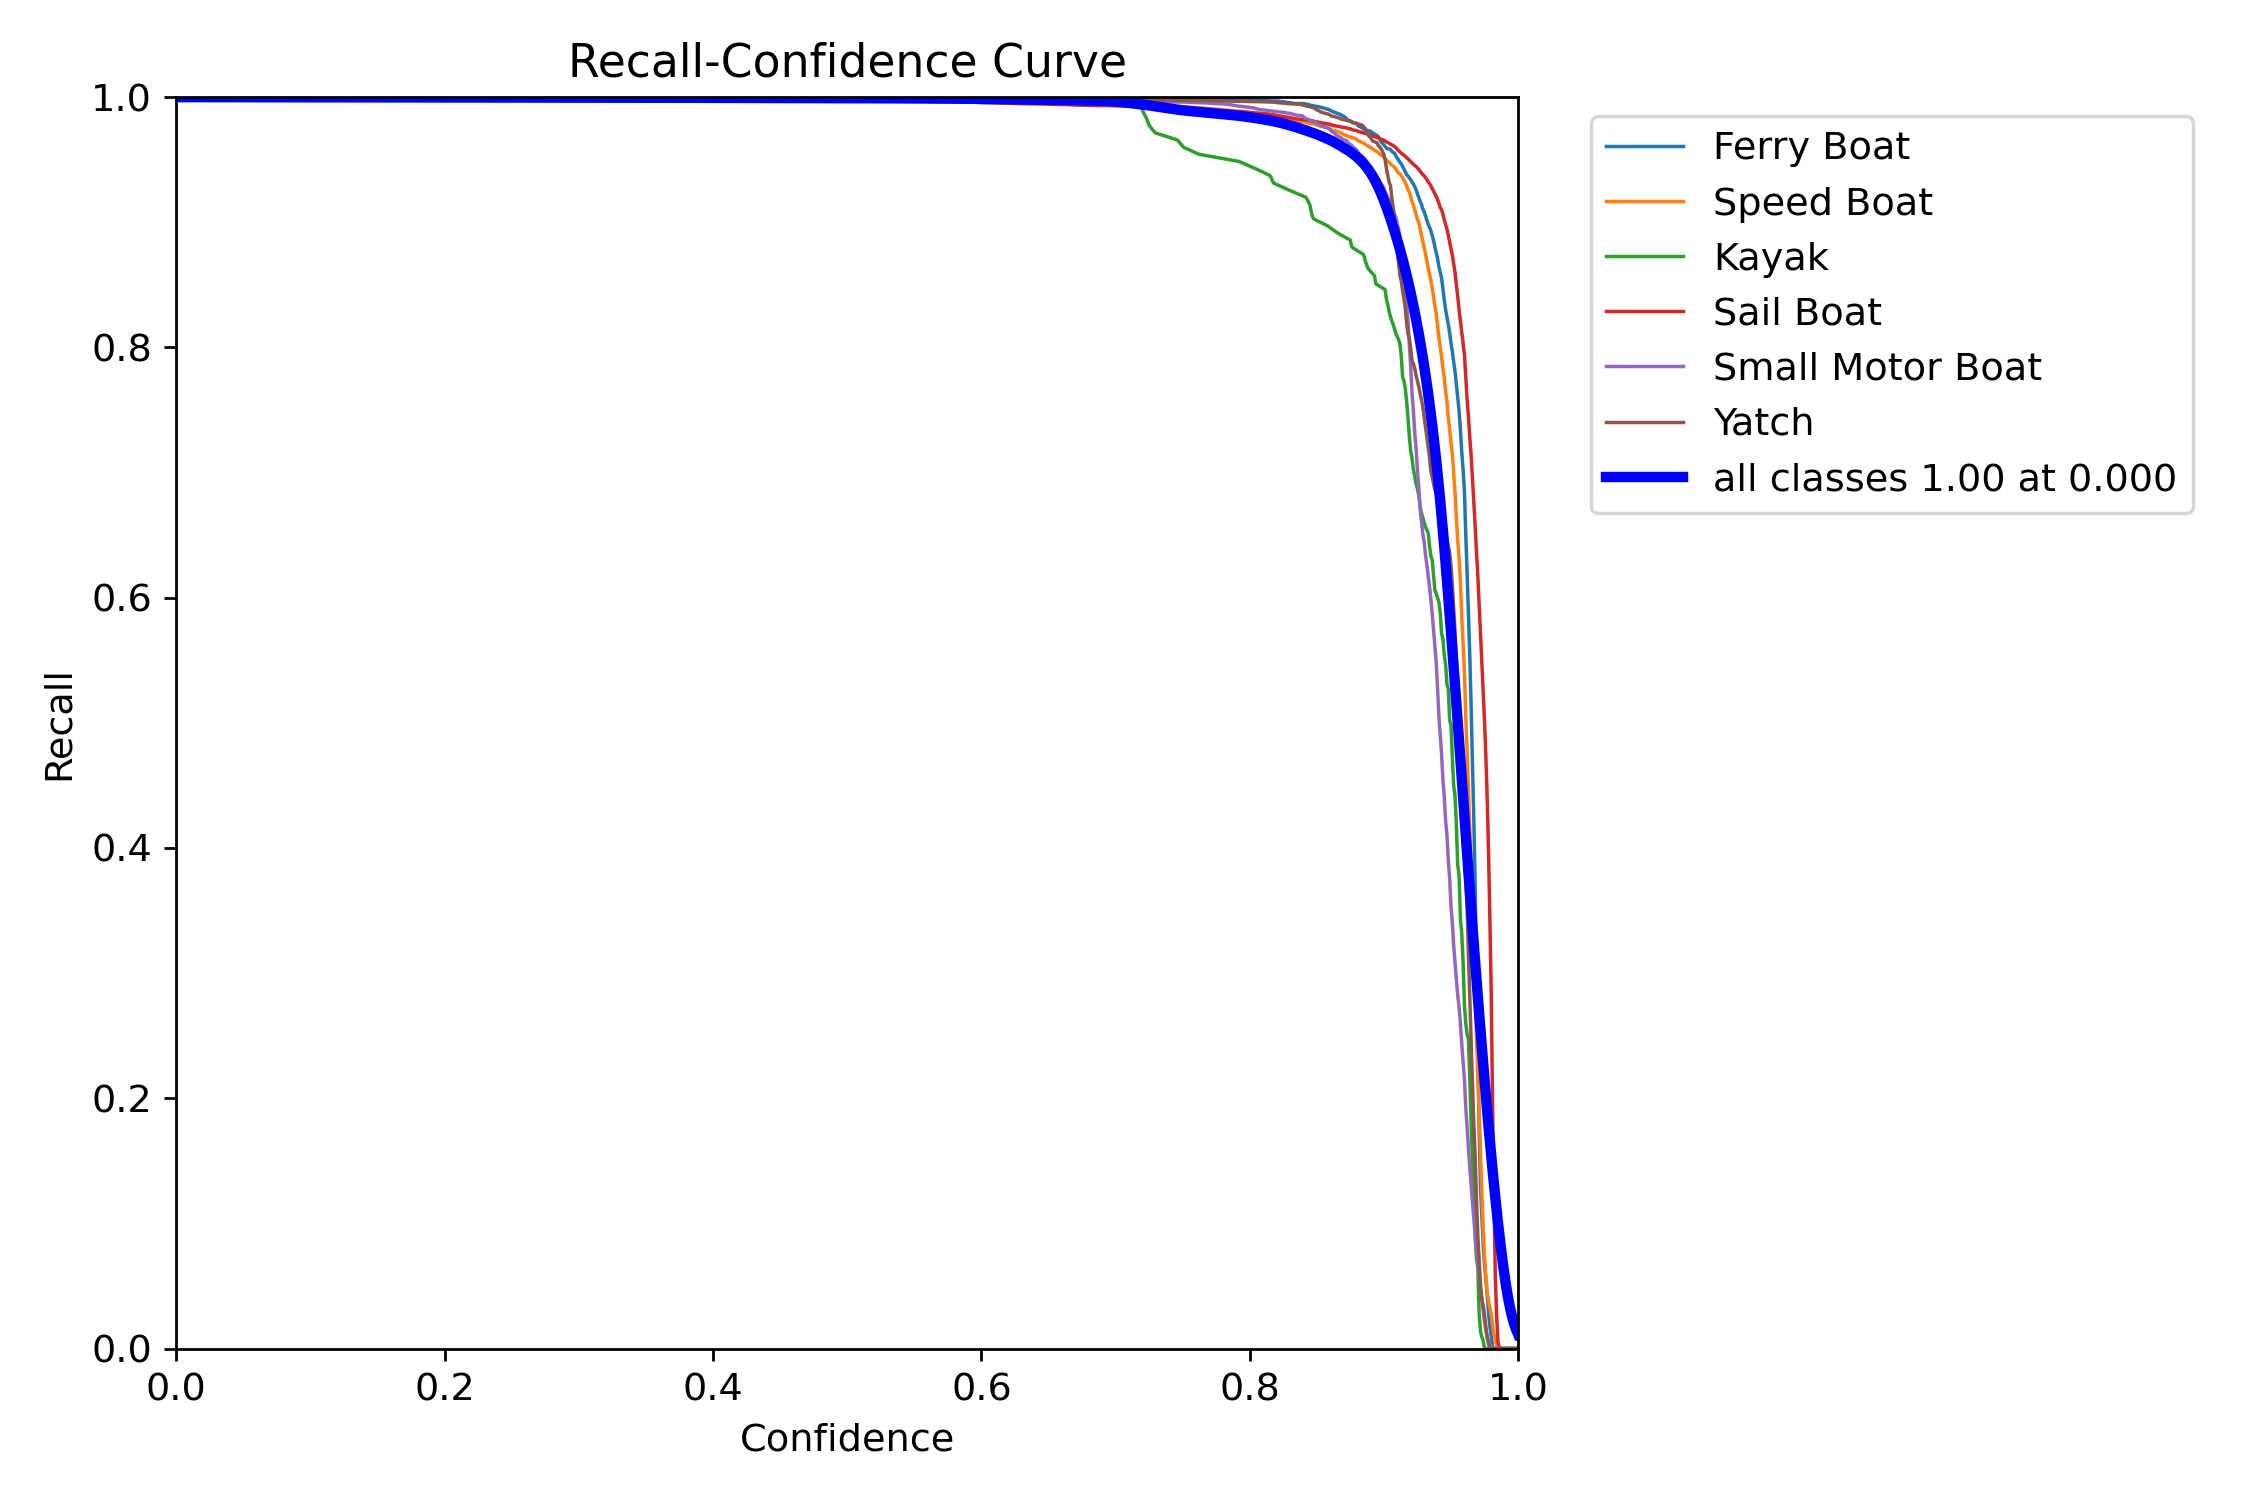 Recall-Confidence Curve
1.0
0.8
0.6
0.4
0.2
0.0
Recall
0.0 0.2 0.4 0.6 0.8 1.0
Confidence
Ferry Boat
Speed Boat
Kayak
Sail Boat
Small Motor Boat
Yatch
all classes 1.00 at 0.000